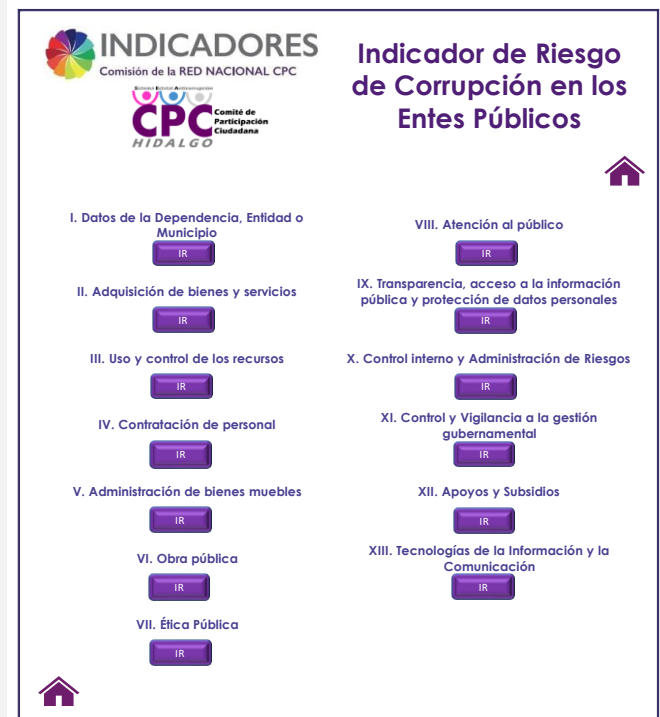 INDICADORES
Comisión de la RED NACIONAL CPC
Sistema Estatal Anticorrupción
CPC
Comité de
Participación
Ciudadana
HIDALGO
Indicador de Riesgo
de Corrupción en los
Entes Públicos
I. Datos de la Dependencia, Entidad o
Municipio
IR
II. Adquisición de bienes y servicios
IR
III. Uso y control de los recursos
IR
IV. Contratación de personal
IR
V. Administración de bienes muebles
IR
VI. Obra pública
IR
VII. Ética Pública
IR
VIII. Atención al público
IR
IX. Transparencia, acceso a la información
pública y protección de datos personales
IR
X. Control interno y Administración de Riesgos
IR
XI. Control y Vigilancia a la gestión
gubernamental
IR
XII. Apoyos y Subsidios
IR
XIII. Tecnologías de la Información y la
Comunicación
IR